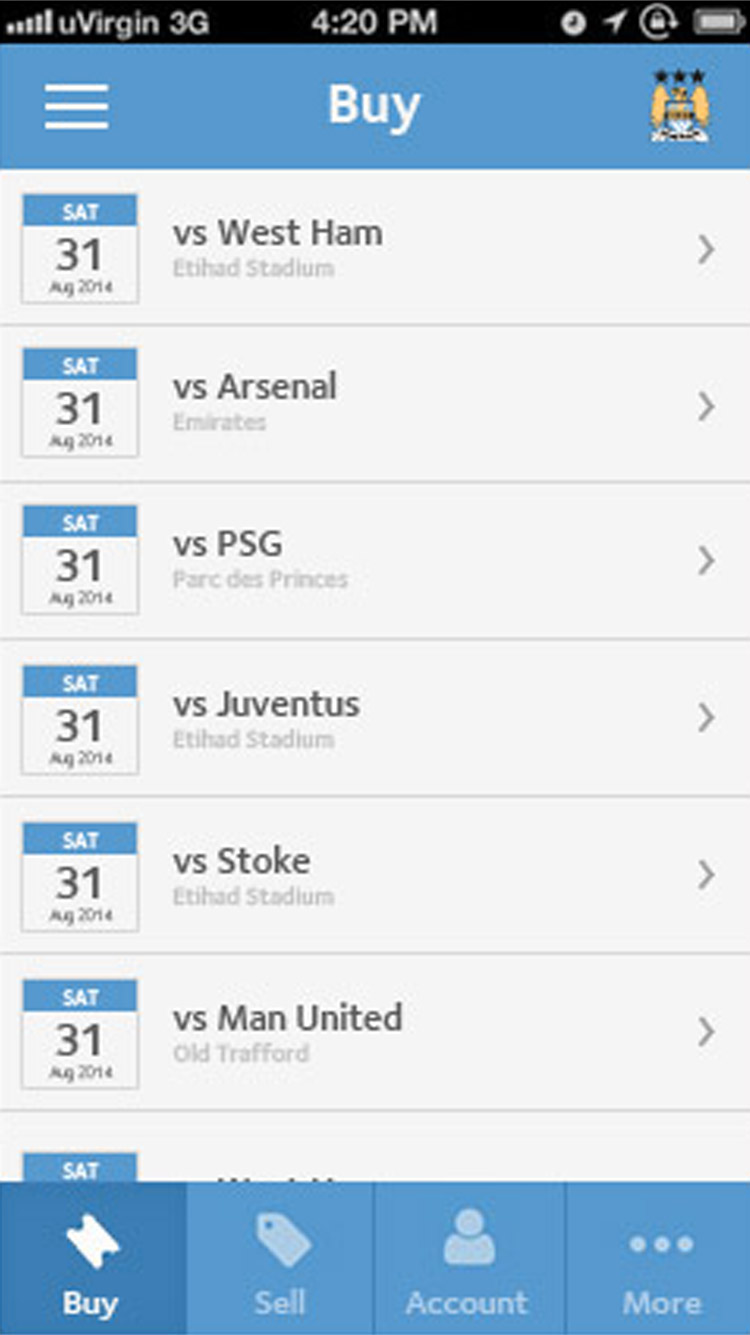 uVirgin 3G 4:20 PM
Buy
SAT
31
Aug 2014
vs West Ham
Etihad Stadium
SAT
31
Aug 2014
vs Arsenal
Emirates
SAT
31
Aug 2014
vs PSG
Parc des Princes
SAT
31
Aug 2014
vs Juventus
Etihad Stadium
SAT
31
Aug 2014
vs Stoke
Etihad Stadium
SAT
31
Aug 2014
vs Man United
Old Trafford
SAT
Buy
Sell
Account
More